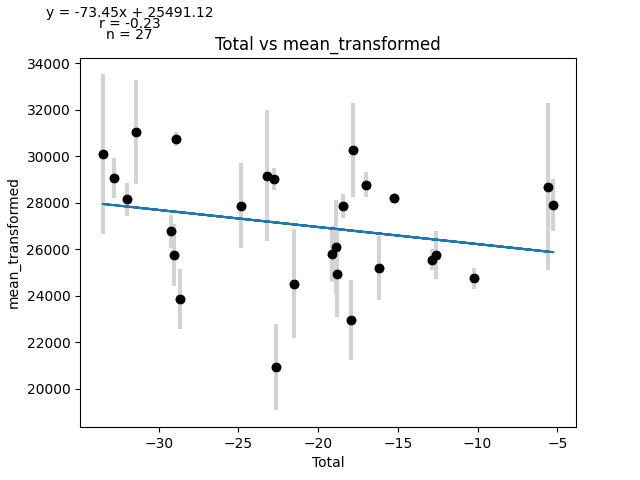 y = -73.45x + 25491.12
r = -0.23
n = 27
Total vs mean_transformed
34000
32000
30000
28000
26000
24000
22000
20000
mean_transformed
−30
−25
−20
−15
−10
−5
Total